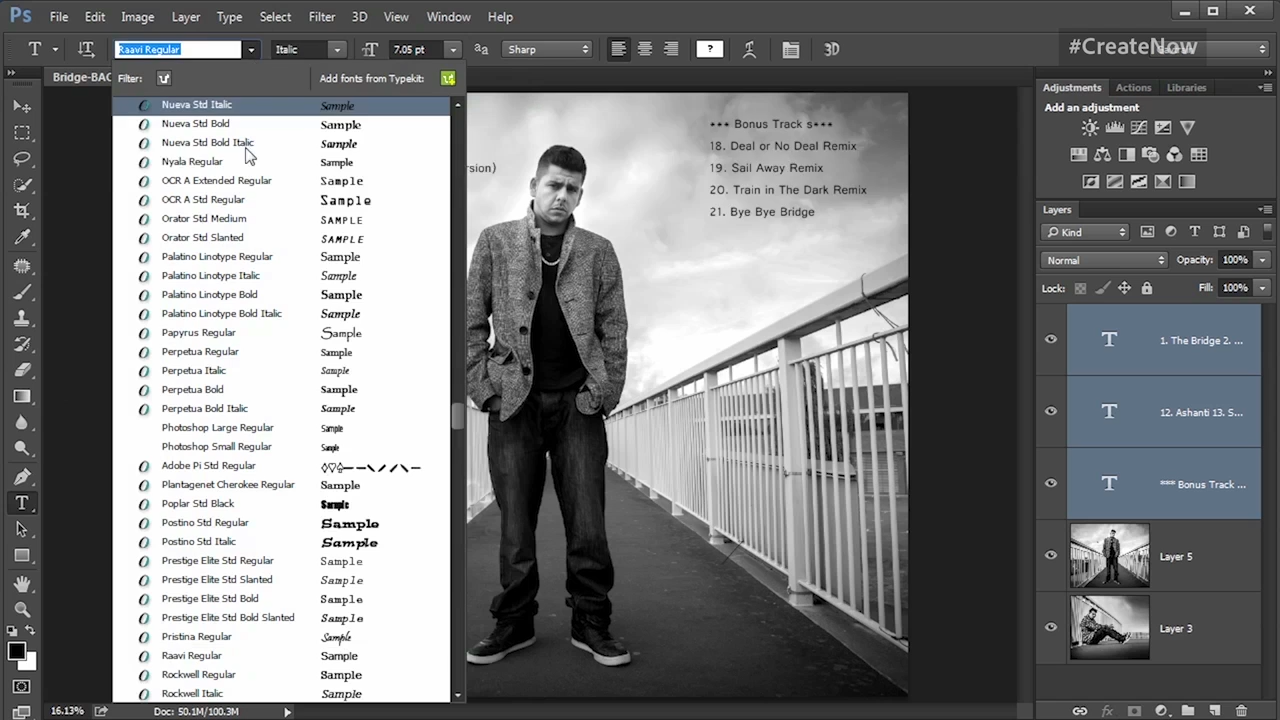 Ps File Edit Image Layer Type Select Filter 3D View Window Help
T Raavi Regular Italic 7.05 pt Sharp ? 3D #CreateNow
Bridge-BAC
Filter: Add fonts from Typekit:
Nueva Std Italic Sample
Nueva Std Bold Sample
Nueva Std Bold Italic Sample
Nyala Regular Sample
OCR A Extended Regular Sample
OCR A Std Regular Sample
Orator Std Medium SAMPLE
Orator Std Slanted SAMPLE
Palatino Linotype Regular Sample
Palatino Linotype Italic Sample
Palatino Linotype Bold Sample
Palatino Linotype Bold Italic Sample
Papyrus Regular Sample
Perpetua Regular Sample
Perpetua Italic Sample
Perpetua Bold Sample
Perpetua Bold Italic Sample
Photoshop Large Regular Sample
Photoshop Small Regular Sample
Adobe Pi Std Regular
Plantagenet Cherokee Regular Sample
Poplar Std Black Sample
Postino Std Regular Sample
Postino Std Italic Sample
Prestige Elite Std Regular Sample
Prestige Elite Std Slanted Sample
Prestige Elite Std Bold Sample
Prestige Elite Std Bold Slanted Sample
Pristina Regular Sample
Raavi Regular Sample
Rockwell Regular Sample
Rockwell Italic Sample
sion)
*** Bonus Track s***
18. Deal or No Deal Remix
19. Sail Away Remix
20. Train in The Dark Remix
21. Bye Bye Bridge
Adjustments Actions Libraries
Add an adjustment
Layers
Kind
Normal Opacity: 100%
Lock: Fill: 100%
T 1. The Bridge 2. ...
T 12. Ashanti 13. S...
T *** Bonus Track ...
Layer 5
Layer 3
fx
16.13% Doc: 50.1M/100.3M